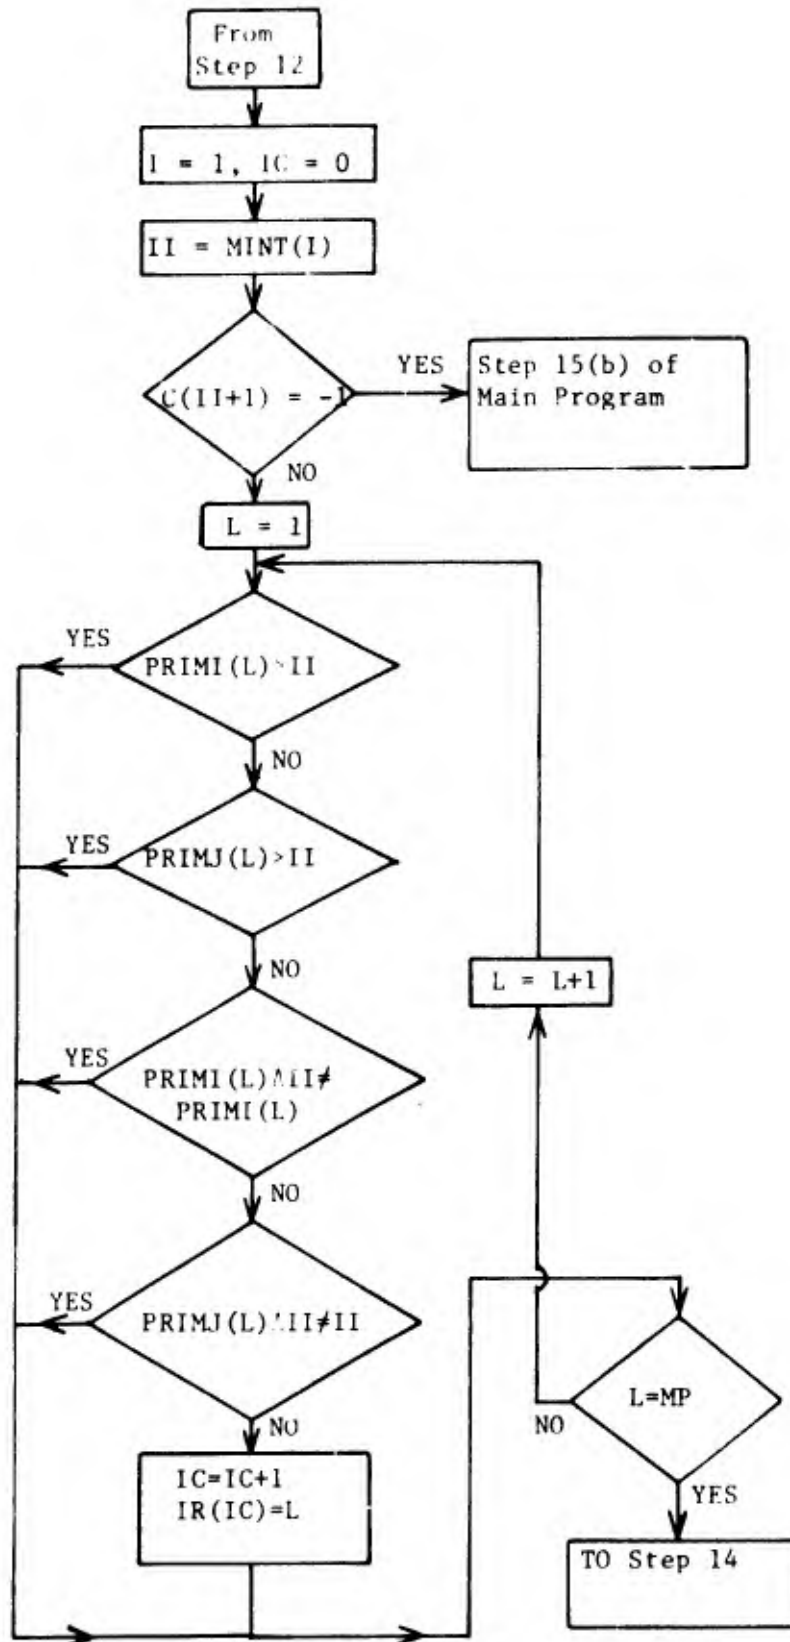 From
Step 12
I = 1, IC = 0
II = MINT(I)
C(II+1) = -1
YES
Step 15(b) of
Main Program
NO
L = 1
YES
PRIMI(L)>II
NO
YES
PRIMJ(L)>II
NO
L = L+1
YES
PRIMI(L)∧II≠
PRIMI(L)
NO
YES
PRIMJ(L)∧II≠II
L=MP
NO
NO
IC=IC+1
IR(IC)=L
YES
TO Step 14